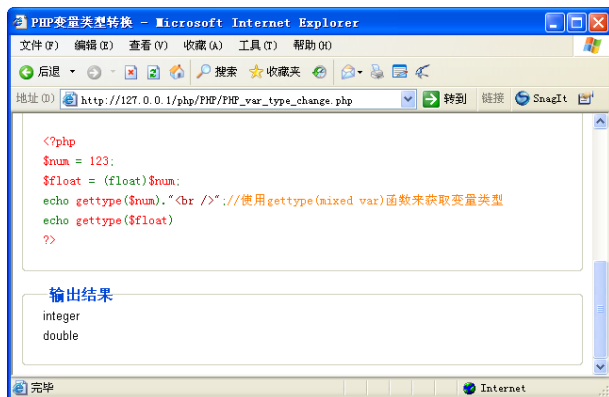 PHP变量类型转换 - Microsoft Internet Explorer
文件(F) 编辑(E) 查看(V) 收藏(A) 工具(T) 帮助(H)
后退 搜索 收藏夹
地址(D) http://127.0.0.1/php/PHP/PHP_var_type_change.php 转到 链接 SnagIt
<?php
$num = 123;
$float = (float)$num;
echo gettype($num)."<br />";//使用gettype(mixed var)函数来获取变量类型
echo gettype($float)
?>
输出结果
integer
double
完毕 Internet